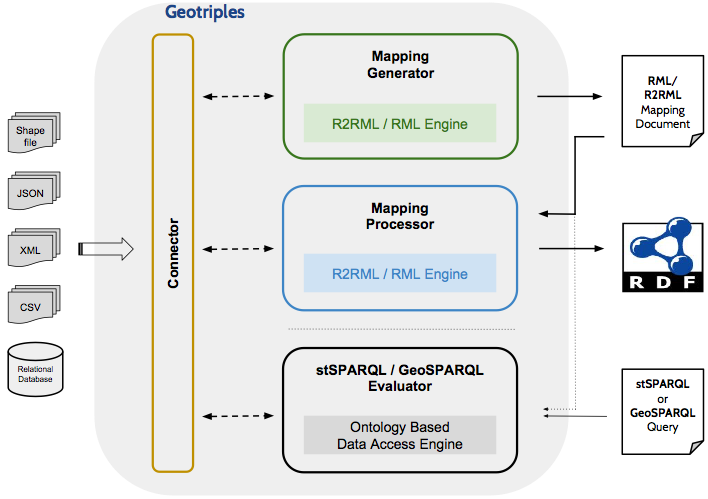 Geotriples
Shape
file
JSON
XML
CSV
Relational
Database
Connector
Mapping
Generator
R2RML / RML Engine
Mapping
Processor
R2RML / RML Engine
stSPARQL / GeoSPARQL
Evaluator
Ontology Based
Data Access Engine
RML/
R2RML
Mapping
Document
RDF
stSPARQL
or
GeoSPARQL
Query